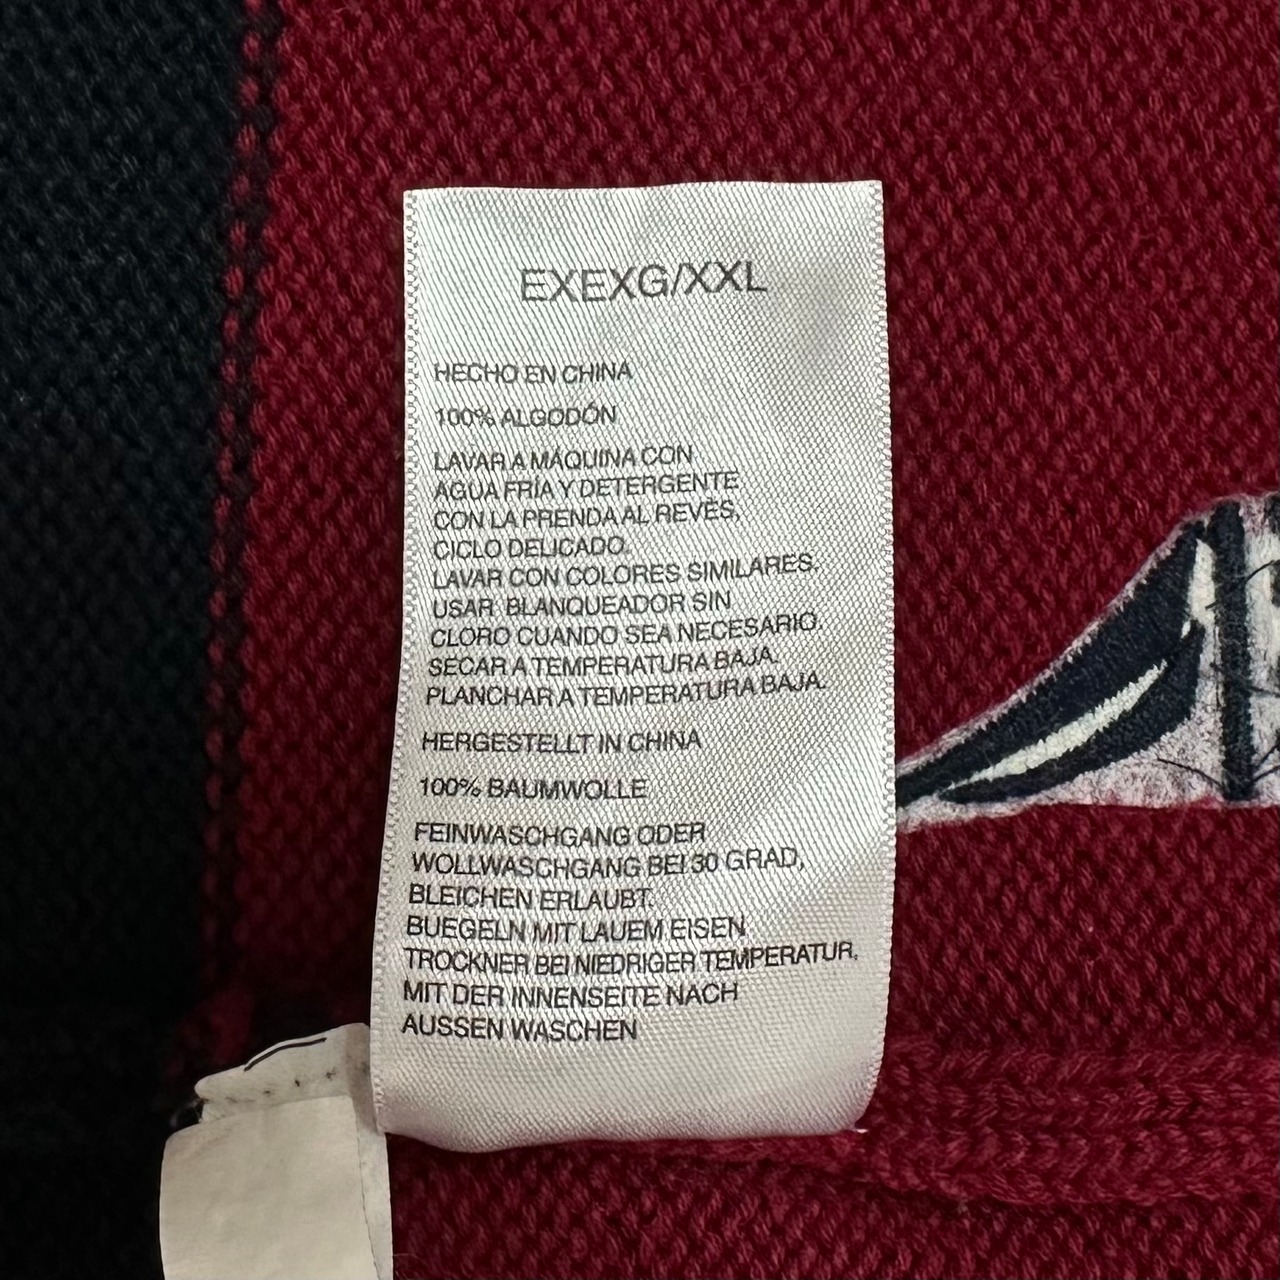 EXEXG/XXL
HECHO EN CHINA
100% ALGODÓN
LAVAR A MÁQUINA CON
AGUA FRÍA Y DETERGENTE
CON LA PRENDA AL REVÉS,
CICLO DELICADO.
LAVAR CON COLORES SIMILARES.
USAR BLANQUEADOR SIN
CLORO CUANDO SEA NECESARIO.
SECAR A TEMPERATURA BAJA.
PLANCHAR A TEMPERATURA BAJA.
HERGESTELLT IN CHINA
100% BAUMWOLLE
FEINWASCHGANG ODER
WOLLWASCHGANG BEI 30 GRAD,
BLEICHEN ERLAUBT.
BUEGELN MIT LAUEM EISEN
TROCKNER BEI NIEDRIGER TEMPERATUR.
MIT DER INNENSEITE NACH
AUSSEN WASCHEN